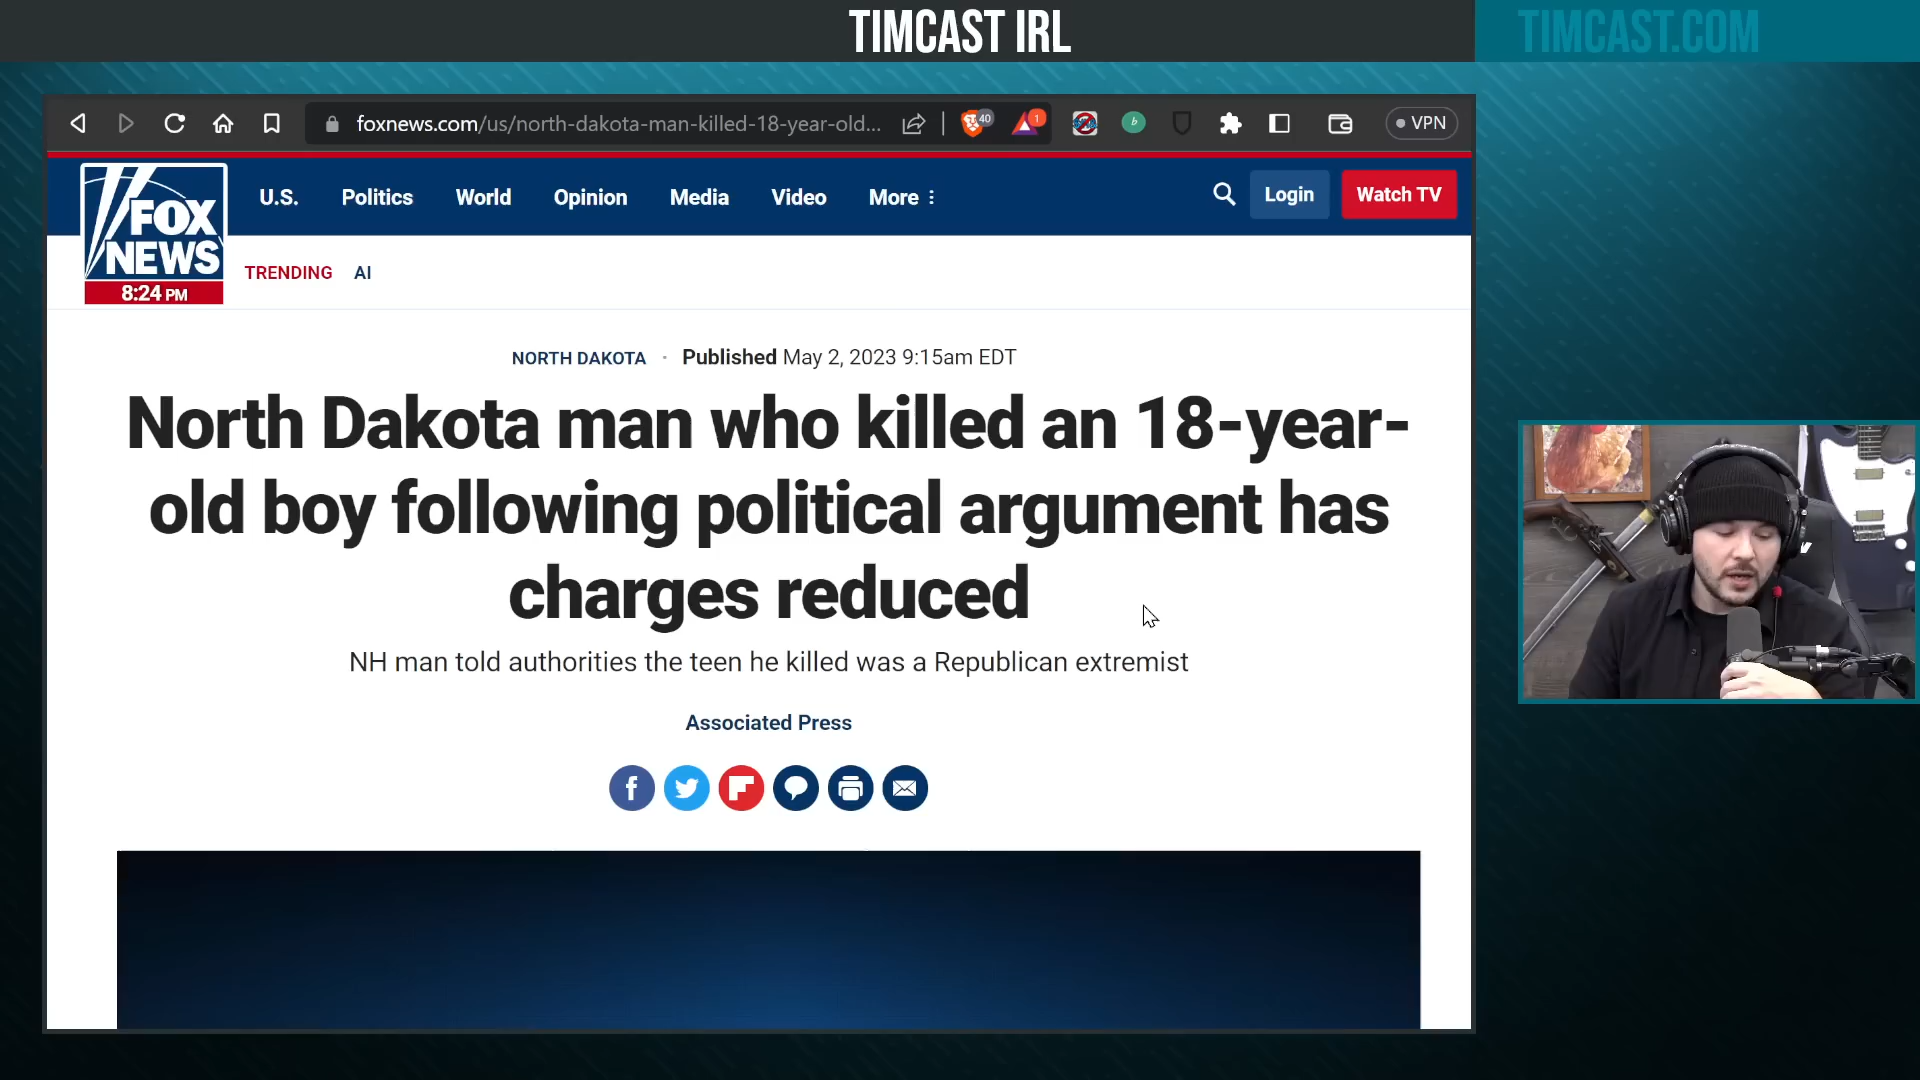 TIMCAST IRL
TIMCAST.COM
foxnews.com/us/north-dakota-man-killed-18-year-old...
40
1
b
VPN
FOX
NEWS
8:24 PM
U.S. Politics World Opinion Media Video More
Login
Watch TV
TRENDING AI
NORTH DAKOTA · Published May 2, 2023 9:15am EDT
North Dakota man who killed an 18-year-
old boy following political argument has
charges reduced
NH man told authorities the teen he killed was a Republican extremist
Associated Press